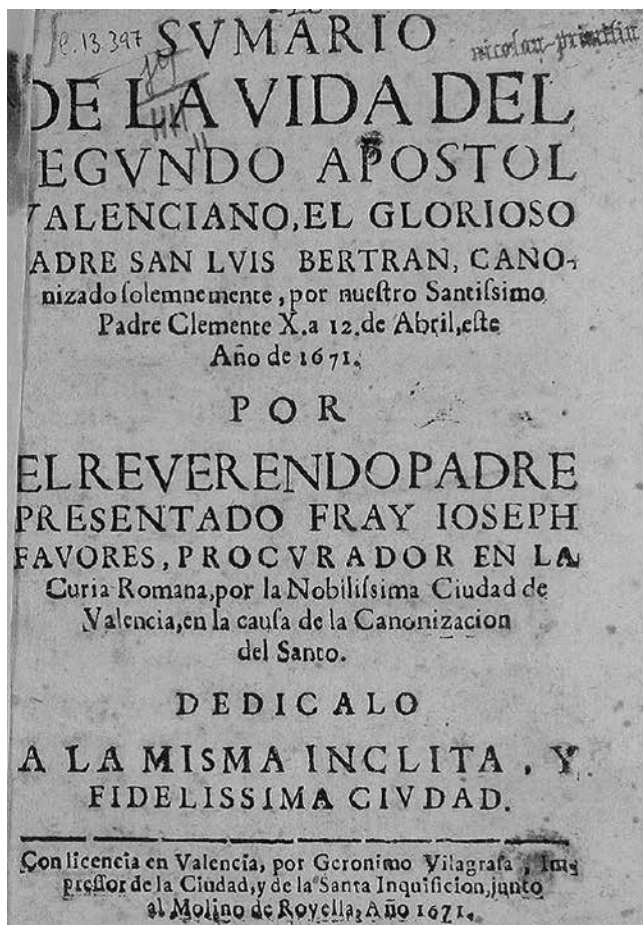 e.13.397
SVMARIO
DE LA VIDA DEL
SEGVNDO APOSTOL
VALENCIANO, EL GLORIOSO
PADRE SAN LVIS BERTRAN, CANO-
nizado ſolemnemente, por nueſtro Santiſsimo
Padre Clemente X. a 12. de Abril, eſte
Año de 1671.
POR
EL REVERENDO PADRE
PRESENTADO FRAY IOSEPH
FAVORES, PROCVRADOR EN LA
Curia Romana, por la Nobiliſsima Ciudad de
Valencia, en la cauſa de la Canonizacion
del Santo.
DEDICALO
A LA MISMA INCLITA, Y
FIDELISSIMA CIVDAD.
Con licencia en Valencia, por Geronimo Vilagraſa, Im-
preſſor de la Ciudad, y de la Santa Inquiſicion, junto
al Molino de Rovella, Año 1671.